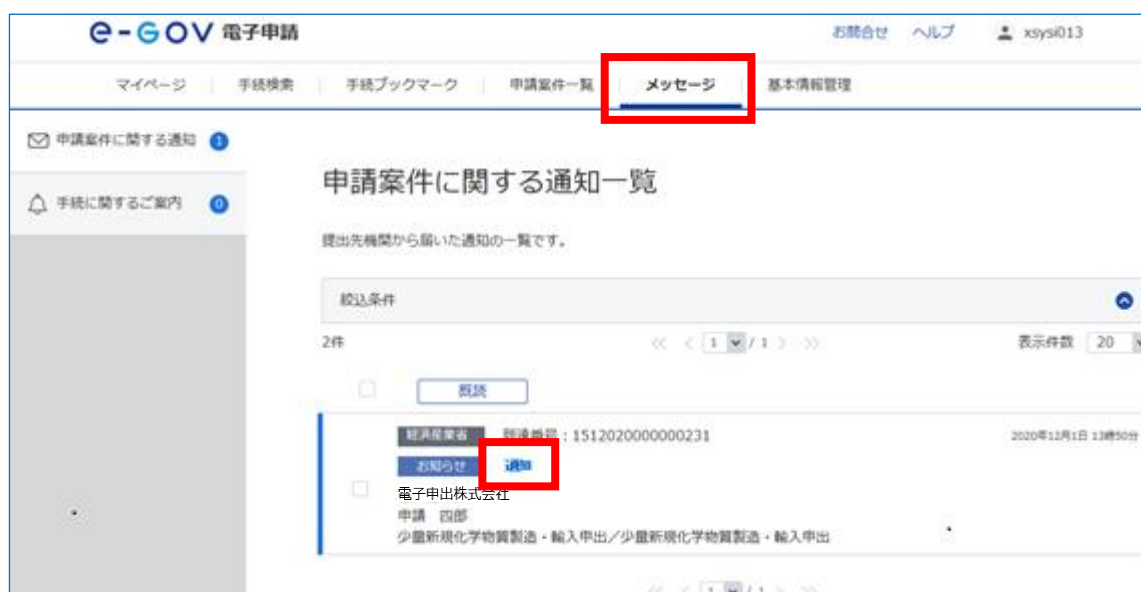 e-GOV 電子申請 お問合せ ヘルプ xsysi013
マイページ 手続検索 手続ブックマーク 申請案件一覧 メッセージ 基本情報管理
申請案件に関する通知 1
手続に関するご案内 0
申請案件に関する通知一覧
提出先機関から届いた通知の一覧です。
絞込条件
2件 1 / 1 表示件数 20
既読
経済産業省 到達番号：1512020000000231 2020年12月1日 13時50分
お知らせ 通知
電子申出株式会社
申請 四郎
少量新規化学物質製造・輸入申出／少量新規化学物質製造・輸入申出
1 / 1